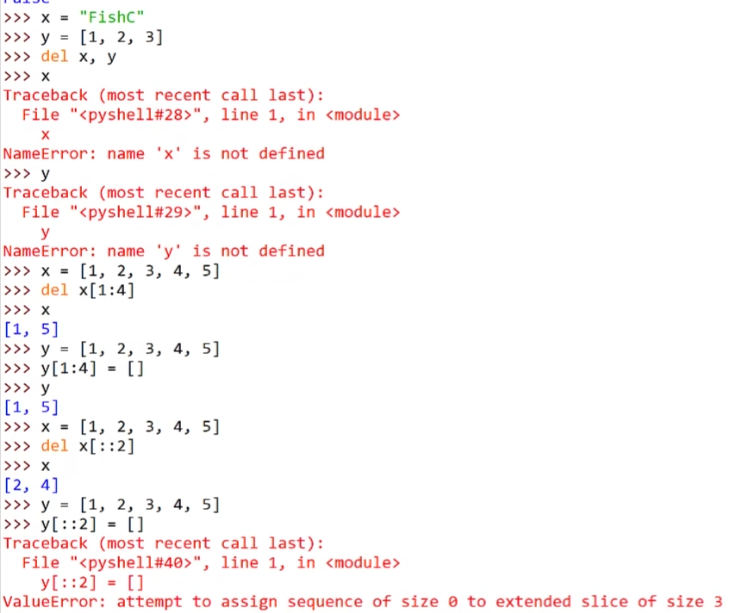 False
>>> x = "FishC"
>>> y = [1, 2, 3]
>>> del x, y
>>> x
Traceback (most recent call last):
  File "<pyshell#28>", line 1, in <module>
    x
NameError: name 'x' is not defined
>>> y
Traceback (most recent call last):
  File "<pyshell#29>", line 1, in <module>
    y
NameError: name 'y' is not defined
>>> x = [1, 2, 3, 4, 5]
>>> del x[1:4]
>>> x
[1, 5]
>>> y = [1, 2, 3, 4, 5]
>>> y[1:4] = []
>>> y
[1, 5]
>>> x = [1, 2, 3, 4, 5]
>>> del x[::2]
>>> x
[2, 4]
>>> y = [1, 2, 3, 4, 5]
>>> y[::2] = []
Traceback (most recent call last):
  File "<pyshell#40>", line 1, in <module>
    y[::2] = []
ValueError: attempt to assign sequence of size 0 to extended slice of size 3